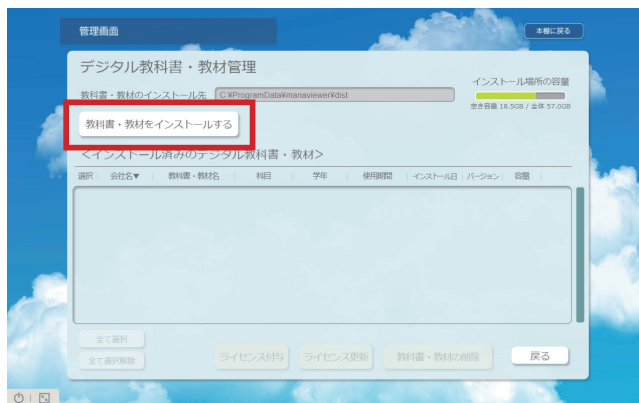 管理画面
本棚に戻る
デジタル教科書・教材管理
インストール場所の容量
教科書・教材のインストール先 C:¥ProgramData¥manaviewer¥dist
空き容量 18.5GB / 全体 57.0GB
教科書・教材をインストールする
<インストール済みのデジタル教科書・教材>
選択 会社名▼ 教科書・教材名 科目 学年 使用期間 インストール日 バージョン 容量
全て選択
全て選択解除
ライセンス付与 ライセンス更新 教科書・教材の削除 戻る